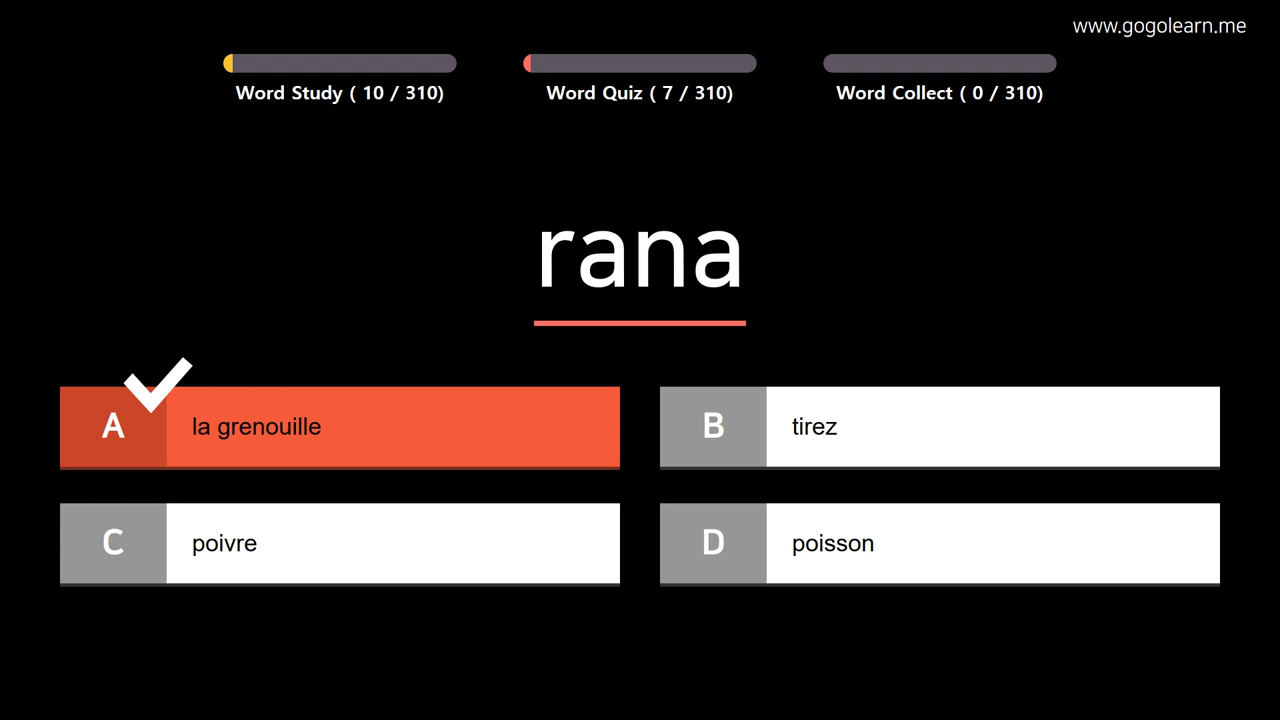 www.gogolearn.me
Word Study ( 10 / 310)
Word Quiz ( 7 / 310)
Word Collect ( 0 / 310)
rana
A la grenouille
B tirez
C poivre
D poisson